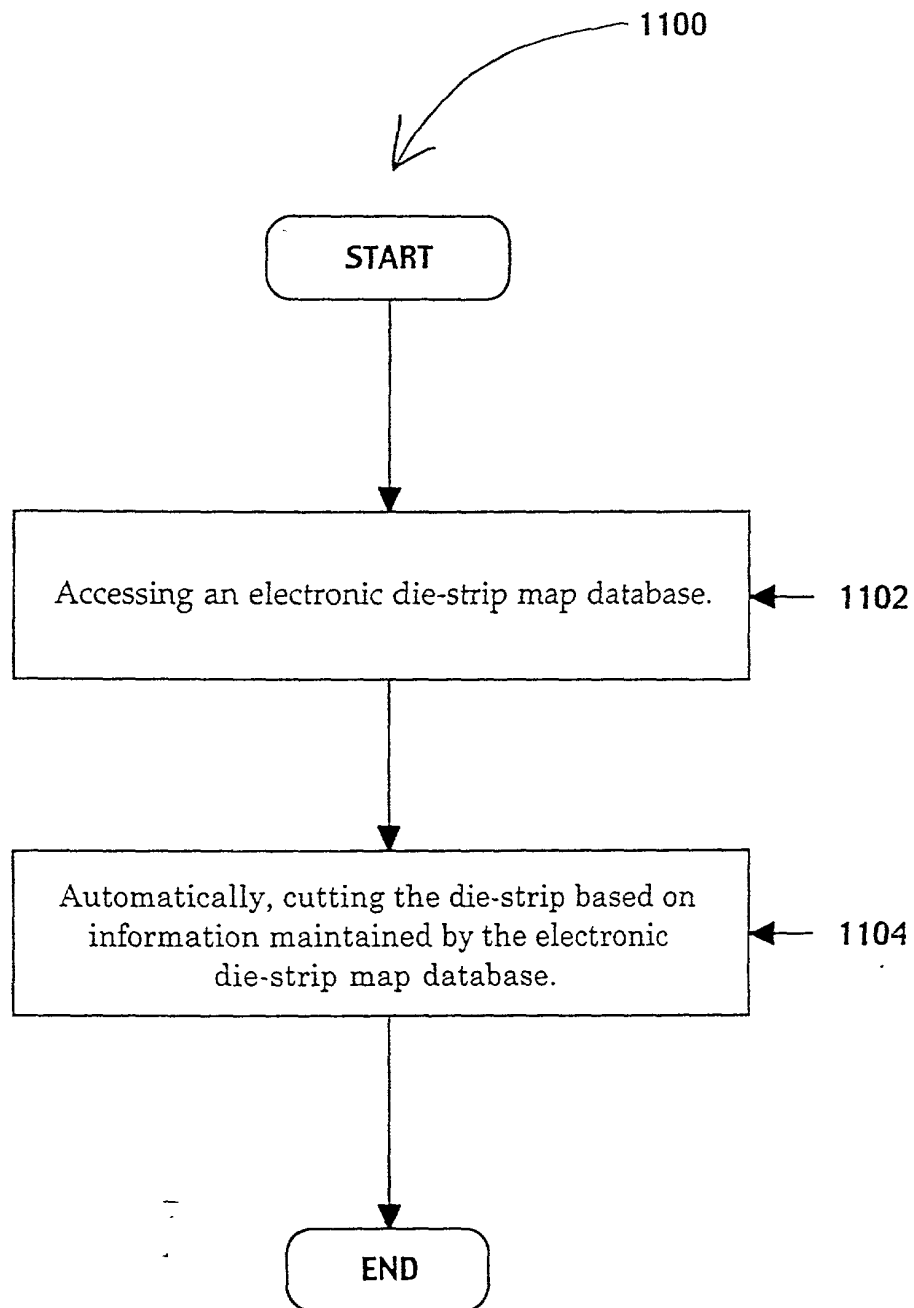 1100
START
Accessing an electronic die-strip map database.
1102
Automatically, cutting the die-strip based on
information maintained by the electronic
die-strip map database.
1104
END